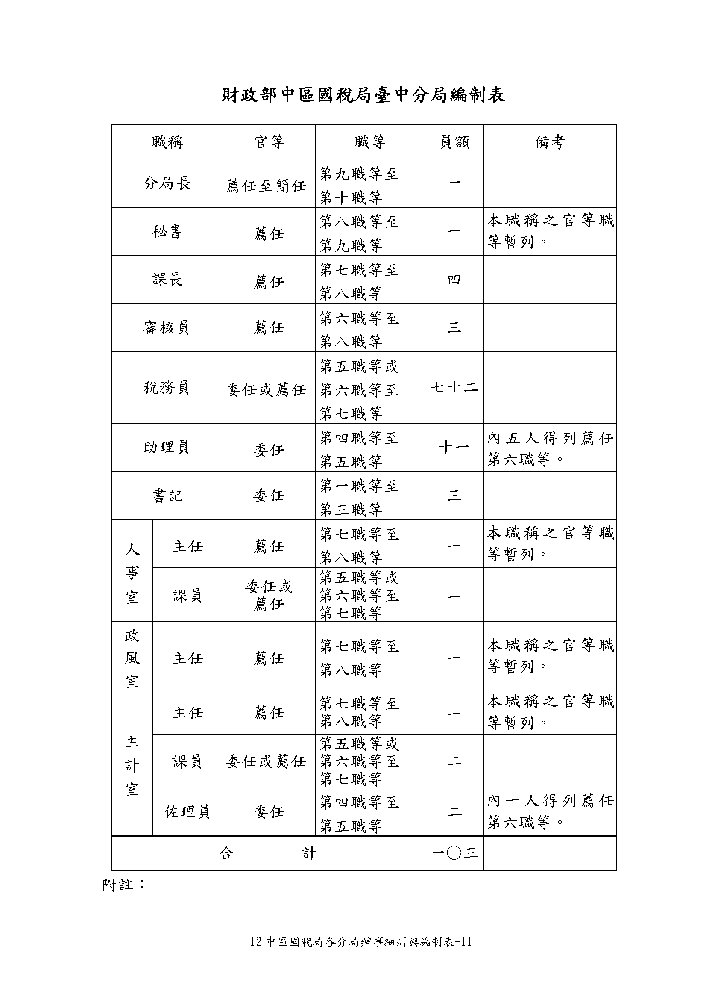 財政部中區國稅局臺中分局編制表
職稱 官等 職等 員額 備考
分局長 薦任至簡任 第九職等至 一
第十職等
秘書 薦任 第八職等至 一 本職稱之官等職
第九職等 等暫列。
課長 薦任 第七職等至 四
第八職等
審核員 薦任 第六職等至 三
第八職等
稅務員 委任或薦任 第五職等或 七十二
第六職等至
第七職等
助理員 委任 第四職等至 十一 內五人得列薦任
第五職等 第六職等。
書記 委任 第一職等至 三
第三職等
人事室 主任 薦任 第七職等至 一 本職稱之官等職
第八職等 等暫列。
課員 委任或 第五職等或 一
薦任 第六職等至
第七職等
政風室 主任 薦任 第七職等至 一 本職稱之官等職
第八職等 等暫列。
主計室 主任 薦任 第七職等至 一 本職稱之官等職
第八職等 等暫列。
課員 委任或薦任 第五職等或 二
第六職等至
第七職等
佐理員 委任 第四職等至 二 內一人得列薦任
第五職等 第六職等。
合計 一○三
附註：
12 中區國稅局各分局辦事細則與編制表-11